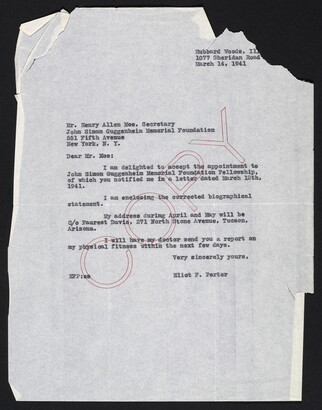 Hubbard Woods, Ill
1077 Sheridan Road
March 14, 1941
Mr. Henry Allen Moe, Secretary
John Simon Guggenheim Memorial Foundation
551 Fifth Avenue
New York, N. Y.
Dear Mr. Moe:
I am delighted to accept the appointment to
John Simon Guggenheim Memorial Foundation Fellowship,
of which you notified me in a letter dated March 12th,
1941.
I am enclosing the corrected biographical
statement.
My address during April and May will be
c/o Faurest Davis, 271 North Stone Avenue, Tucson,
Arizona.
I will have my doctor send you a report on
my physical fitness within the next few days.
Very sincerely yours,
EFP:mm
Eliot F. Porter
COPY